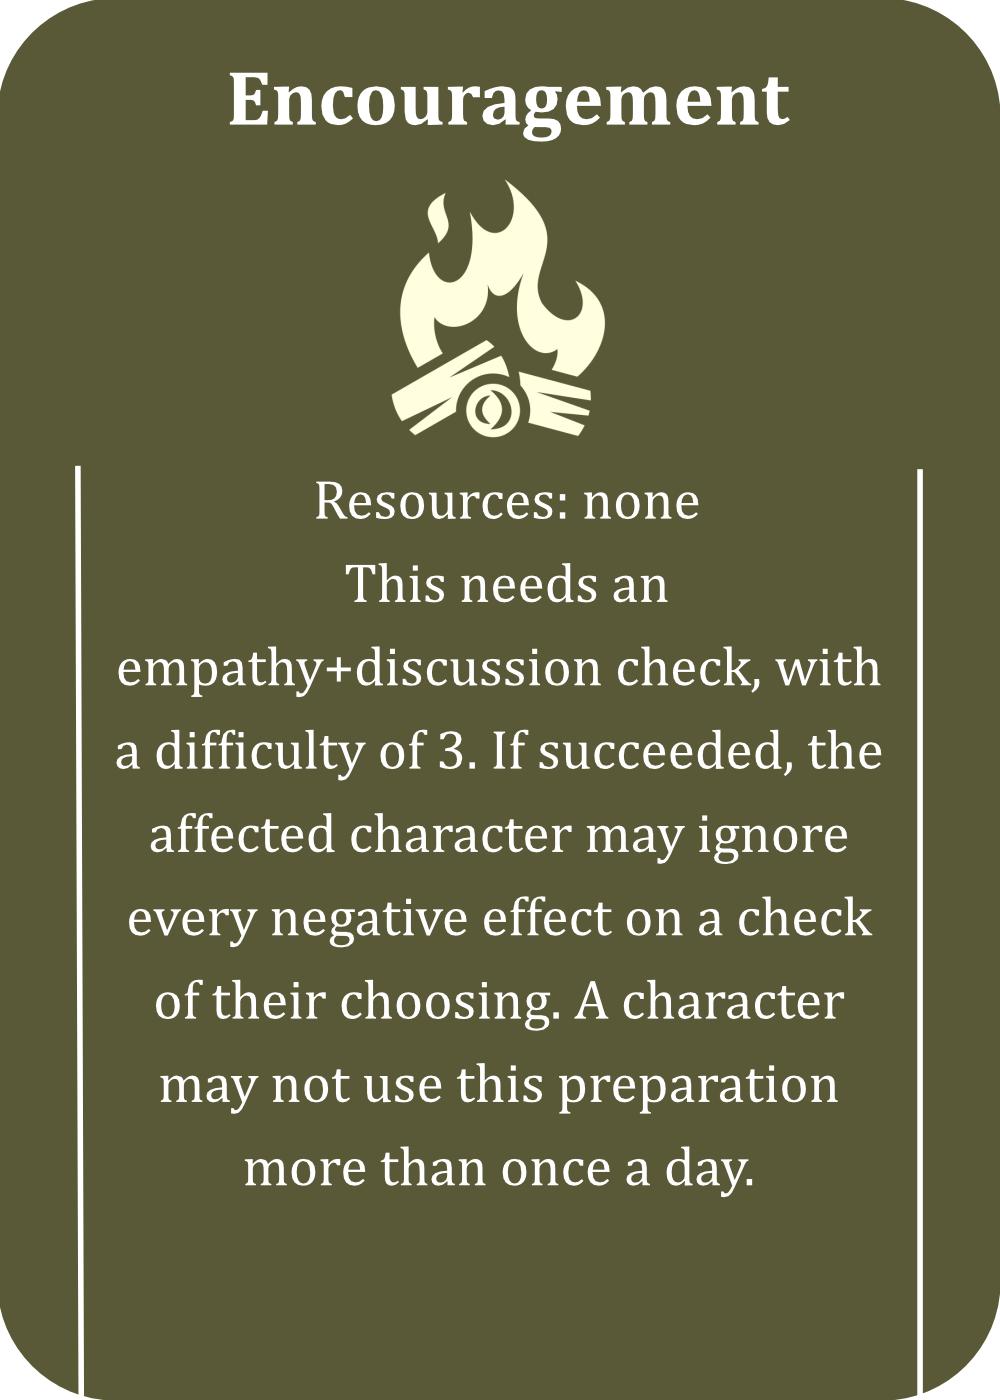 Encouragement
Resources: none
This needs an
empathy+discussion check, with
a difficulty of 3. If succeeded, the
affected character may ignore
every negative effect on a check
of their choosing. A character
may not use this preparation
more than once a day.